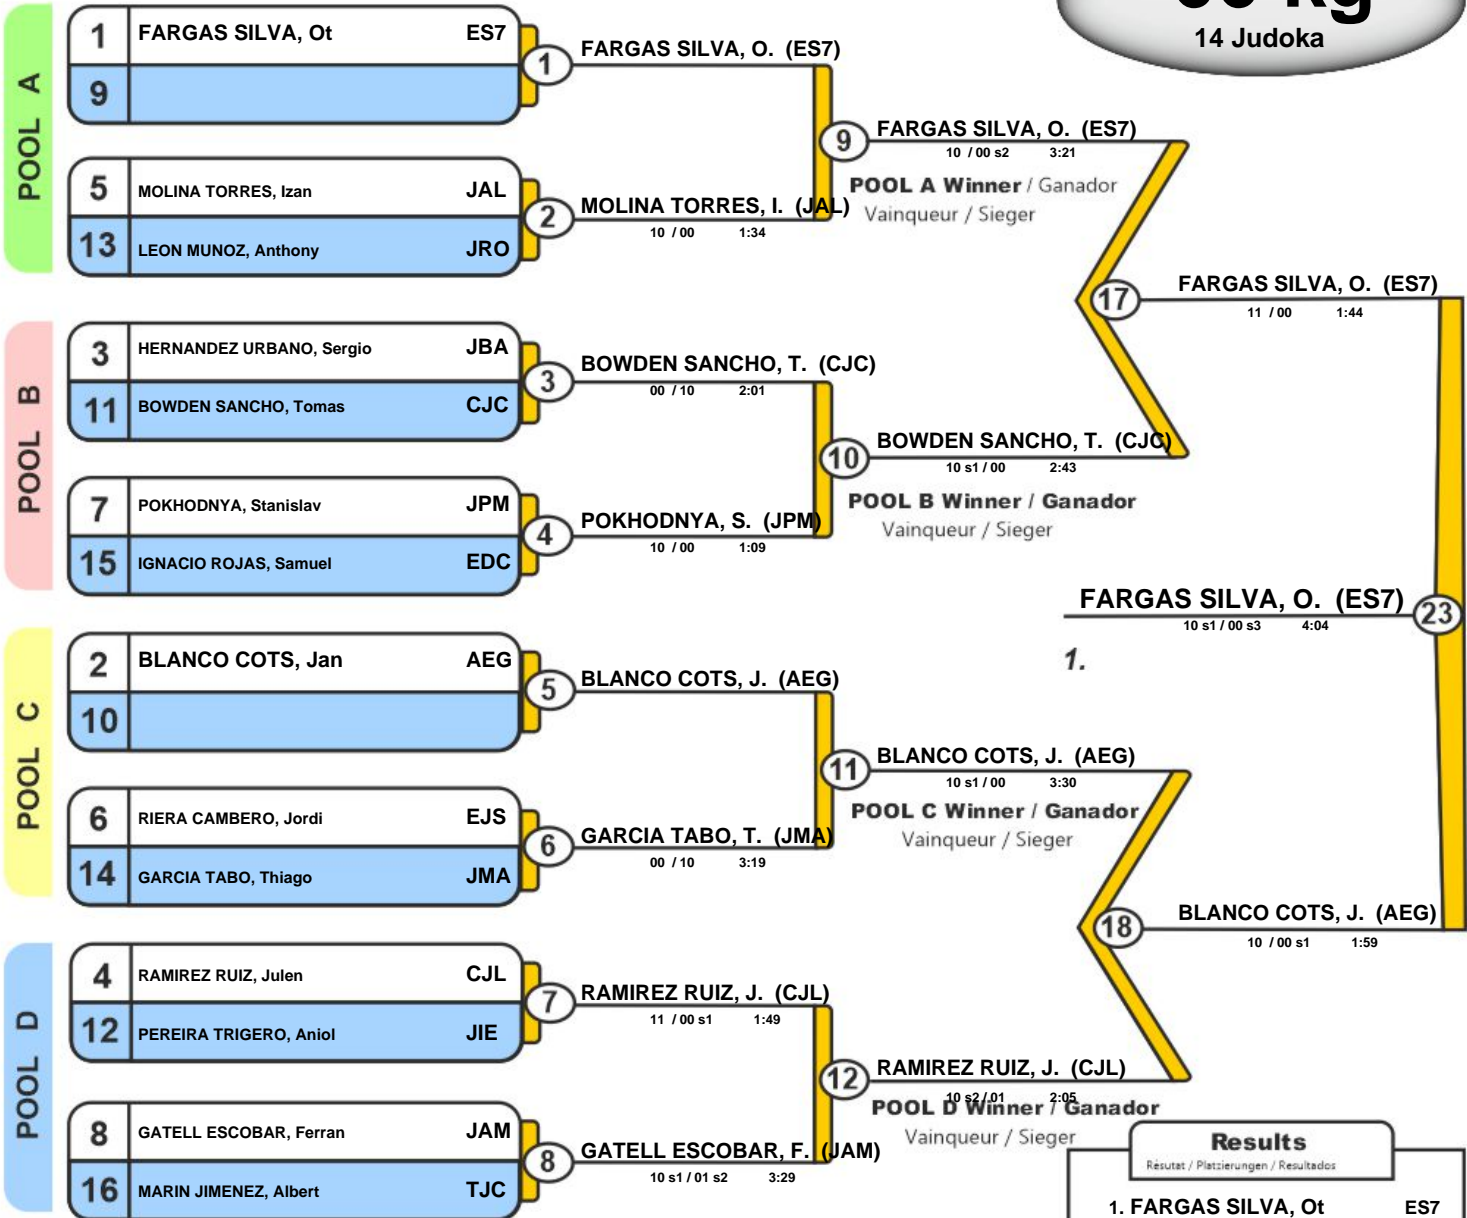 14 Judoka
POOL A
1 FARGAS SILVA, Ot ES7
9
1 FARGAS SILVA, O. (ES7)
5 MOLINA TORRES, Izan JAL
13 LEON MUNOZ, Anthony JRO
2 MOLINA TORRES, I. (JAL)
10 / 00 1:34
9 FARGAS SILVA, O. (ES7)
10 / 00 s2 3:21
POOL A Winner / Ganador
Vainqueur / Sieger
POOL B
3 HERNANDEZ URBANO, Sergio JBA
11 BOWDEN SANCHO, Tomas CJC
3 BOWDEN SANCHO, T. (CJC)
00 / 10 2:01
7 POKHODNYA, Stanislav JPM
15 IGNACIO ROJAS, Samuel EDC
4 POKHODNYA, S. (JPM)
10 / 00 1:09
10 BOWDEN SANCHO, T. (CJC)
10 s1 / 00 2:43
POOL B Winner / Ganador
Vainqueur / Sieger
17 FARGAS SILVA, O. (ES7)
11 / 00 1:44
FARGAS SILVA, O. (ES7) 23
10 s1 / 00 s3 4:04
1.
POOL C
2 BLANCO COTS, Jan AEG
10
5 BLANCO COTS, J. (AEG)
6 RIERA CAMBERO, Jordi EJS
14 GARCIA TABO, Thiago JMA
6 GARCIA TABO, T. (JMA)
00 / 10 3:19
11 BLANCO COTS, J. (AEG)
10 s1 / 00 3:30
POOL C Winner / Ganador
Vainqueur / Sieger
18 BLANCO COTS, J. (AEG)
10 / 00 s1 1:59
POOL D
4 RAMIREZ RUIZ, Julen CJL
12 PEREIRA TRIGERO, Aniol JIE
7 RAMIREZ RUIZ, J. (CJL)
11 / 00 s1 1:49
8 GATELL ESCOBAR, Ferran JAM
16 MARIN JIMENEZ, Albert TJC
8 GATELL ESCOBAR, F. (JAM)
10 s1 / 01 s2 3:29
12 RAMIREZ RUIZ, J. (CJL)
10 s2 / 01 2:05
POOL D Winner / Ganador
Vainqueur / Sieger
Results
Résutat / Platzierungen / Resultados
1. FARGAS SILVA, Ot ES7